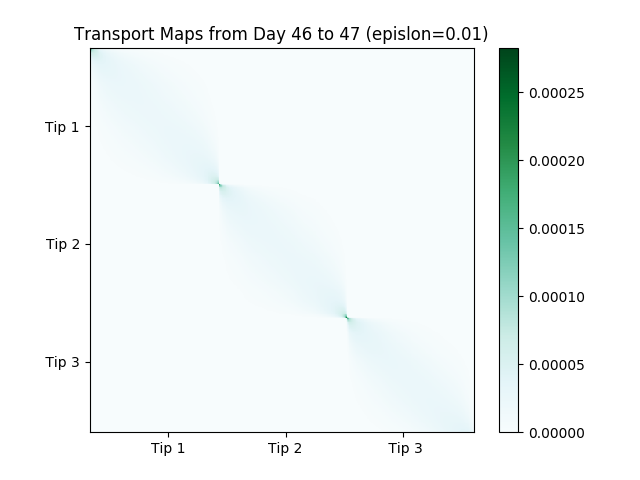 Transport Maps from Day 46 to 47 (epislon=0.01)
Tip 1
Tip 2
Tip 3
Tip 1
Tip 2
Tip 3
0.00025
0.00020
0.00015
0.00010
0.00005
0.00000